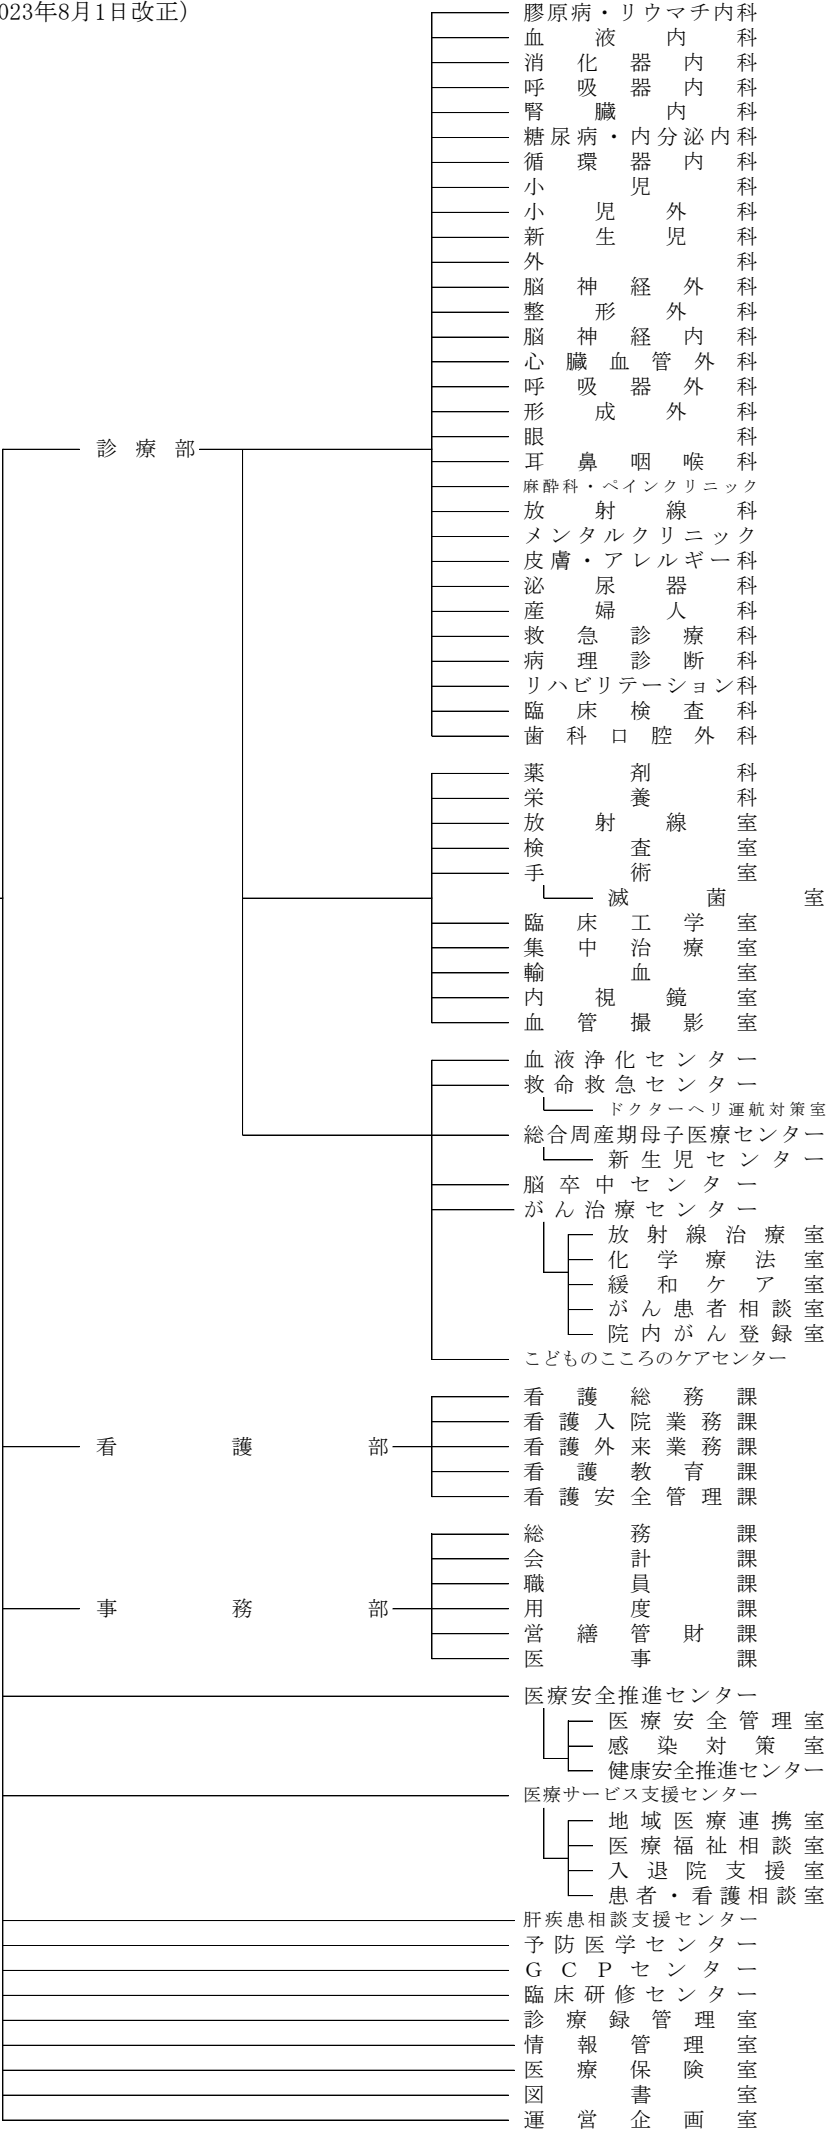 023年8月1日改正)
膠原病・リウマチ内科
血液内科
消化器内科
呼吸器内科
腎臓内科
糖尿病・内分泌内科
循環器内科
小児科
小児外科
新生児科
外科
脳神経外科
整形外科
脳神経内科
心臓血管外科
呼吸器外科
形成外科
眼科
診療部
耳鼻咽喉科
麻酔科・ペインクリニック
放射線科
メンタルクリニック
皮膚・アレルギー科
泌尿器科
産婦人科
救急診療科
病理診断科
リハビリテーション科
臨床検査科
歯科口腔外科
薬剤科
栄養科
放射線室
検査室
手術室
滅菌室
臨床工学室
集中治療室
輸血室
内視鏡室
血管撮影室
血液浄化センター
救命救急センター
ドクターヘリ運航対策室
総合周産期母子医療センター
新生児センター
脳卒中センター
がん治療センター
放射線治療室
化学療法室
緩和ケア室
がん患者相談室
院内がん登録室
こどものこころのケアセンター
看護総務課
看護入院業務課
看護部
看護外来業務課
看護教育課
看護安全管理課
総務課
会計課
職員課
事務部
用度課
営繕管財課
医事課
医療安全推進センター
医療安全管理室
感染対策室
健康安全推進センター
医療サービス支援センター
地域医療連携室
医療福祉相談室
入退院支援室
患者・看護相談室
肝疾患相談支援センター
予防医学センター
GCPセンター
臨床研修センター
診療録管理室
情報管理室
医療保険室
図書室
運営企画室